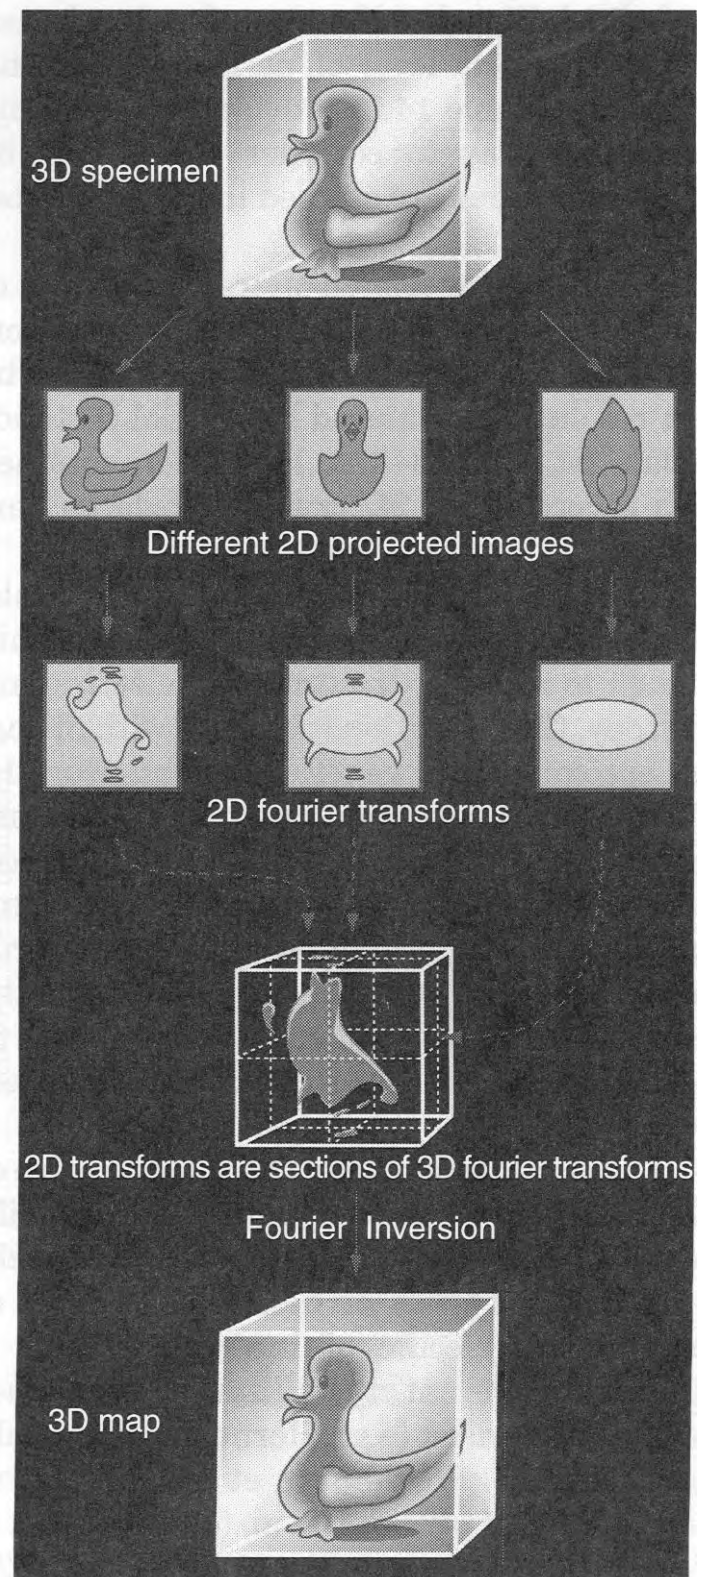 3D specimen
Different 2D projected images
2D fourier transforms
2D transforms are sections of 3D fourier transforms
Fourier Inversion
3D map